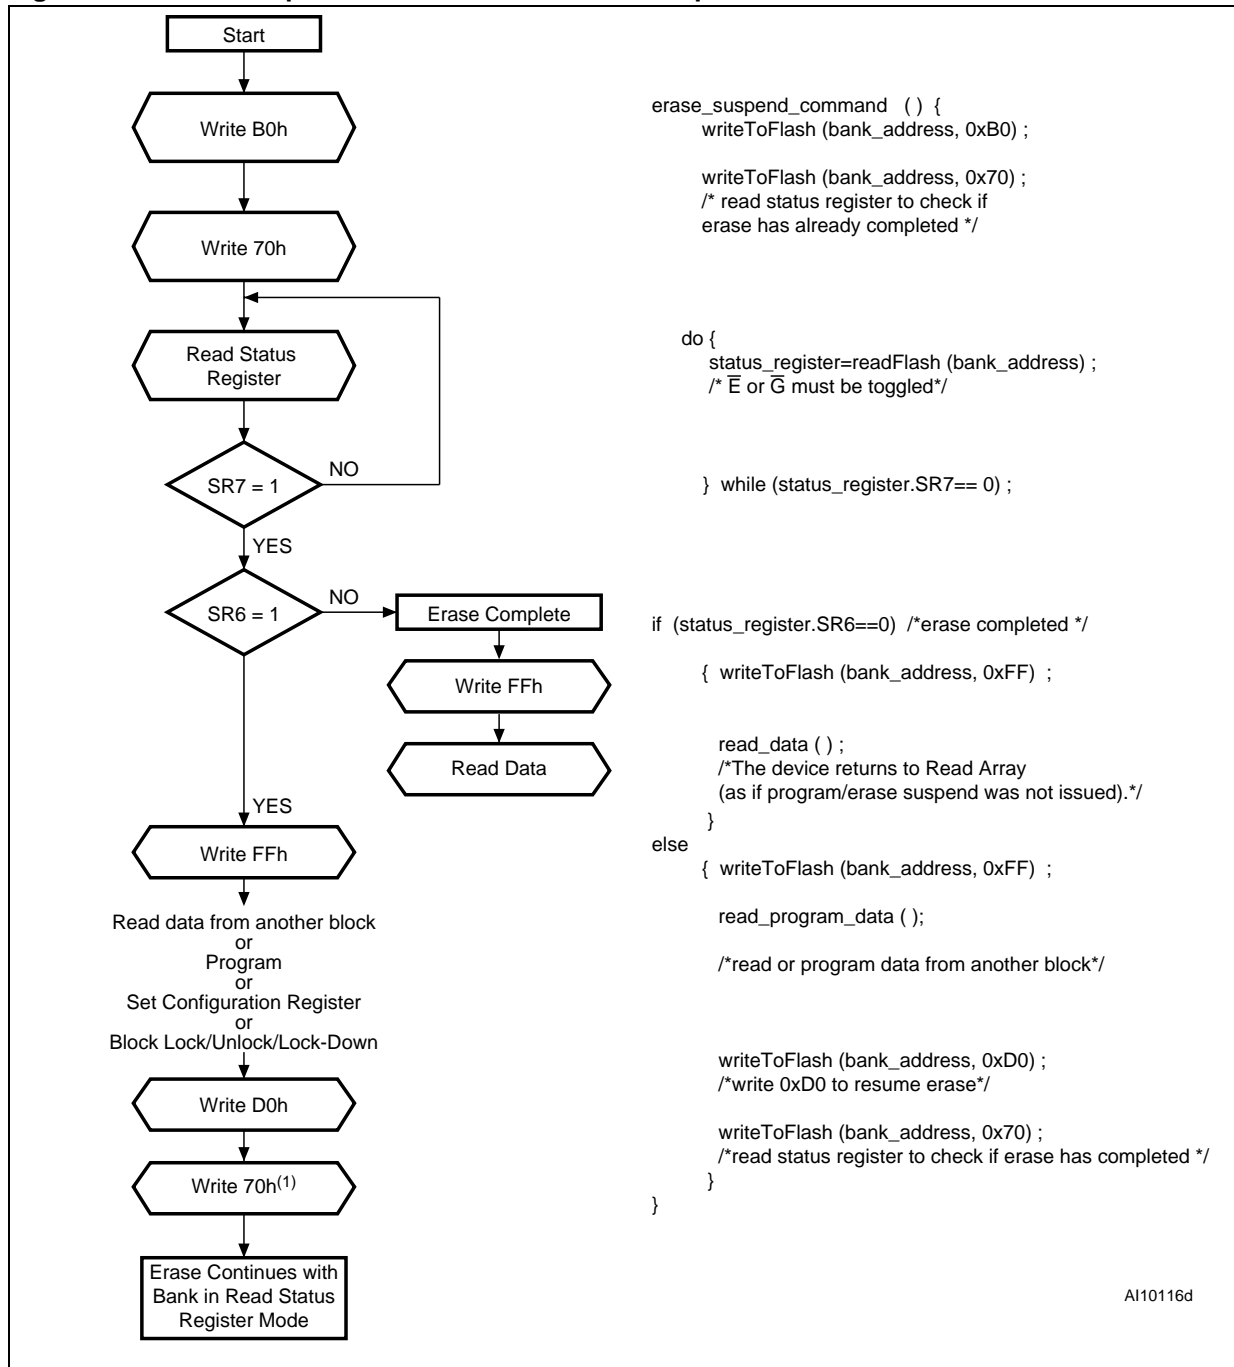 Start
Write B0h
Write 70h
Read Status
Register
SR7 = 1
NO
YES
SR6 = 1
NO
Erase Complete
Write FFh
Read Data
YES
Write FFh
Read data from another block
or
Program
or
Set Configuration Register
or
Block Lock/Unlock/Lock-Down
Write D0h
Write 70h(1)
Erase Continues with
Bank in Read Status
Register Mode
erase_suspend_command ( ) {
writeToFlash (bank_address, 0xB0) ;
writeToFlash (bank_address, 0x70) ;
/* read status register to check if
erase has already completed */
do {
status_register=readFlash (bank_address) ;
/* E̅ or G̅ must be toggled*/
} while (status_register.SR7== 0) ;
if (status_register.SR6==0) /*erase completed */
{ writeToFlash (bank_address, 0xFF) ;
read_data ( ) ;
/*The device returns to Read Array
(as if program/erase suspend was not issued).*/
}
else
{ writeToFlash (bank_address, 0xFF) ;
read_program_data ( );
/*read or program data from another block*/
writeToFlash (bank_address, 0xD0) ;
/*write 0xD0 to resume erase*/
writeToFlash (bank_address, 0x70) ;
/*read status register to check if erase has completed */
}
}
AI10116d